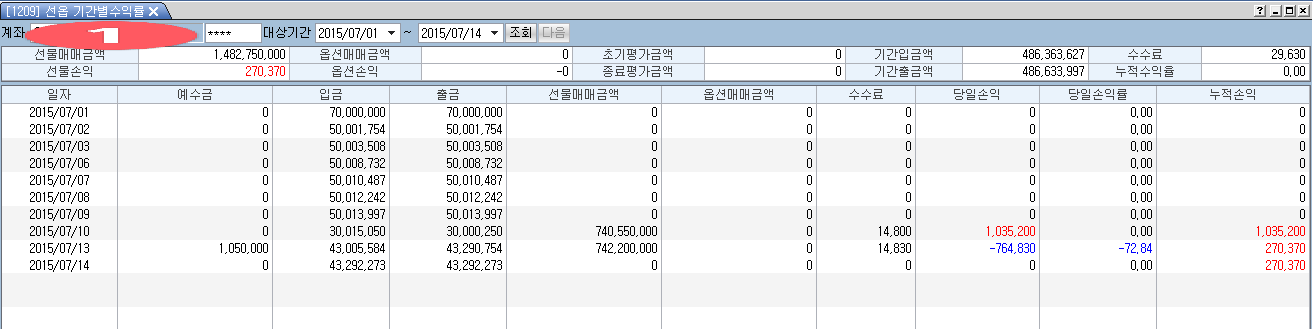 [1209] 선옵 기간별수익률
계좌 1 **** 대상기간 2015/07/01 ~ 2015/07/14 조회 다음
선물매매금액 1,482,750,000 옵션매매금액 0 초기평가금액 0 기간입금액 486,363,627 수수료 29,630
선물손익 270,370 옵션손익 -0 종료평가금액 0 기간출금액 486,633,997 누적수익율 0.00
일자 예수금 입금 출금 선물매매금액 옵션매매금액 수수료 당일손익 당일손익률 누적손익
2015/07/01 0 70,000,000 70,000,000 0 0 0 0 0.00 0
2015/07/02 0 50,001,754 50,001,754 0 0 0 0 0.00 0
2015/07/03 0 50,003,508 50,003,508 0 0 0 0 0.00 0
2015/07/06 0 50,008,732 50,008,732 0 0 0 0 0.00 0
2015/07/07 0 50,010,487 50,010,487 0 0 0 0 0.00 0
2015/07/08 0 50,012,242 50,012,242 0 0 0 0 0.00 0
2015/07/09 0 50,013,997 50,013,997 0 0 0 0 0.00 0
2015/07/10 0 30,015,050 30,000,250 740,550,000 0 14,800 1,035,200 0.00 1,035,200
2015/07/13 1,050,000 43,005,584 43,290,754 742,200,000 0 14,830 -764,830 -72.84 270,370
2015/07/14 0 43,292,273 43,292,273 0 0 0 0 0.00 270,370